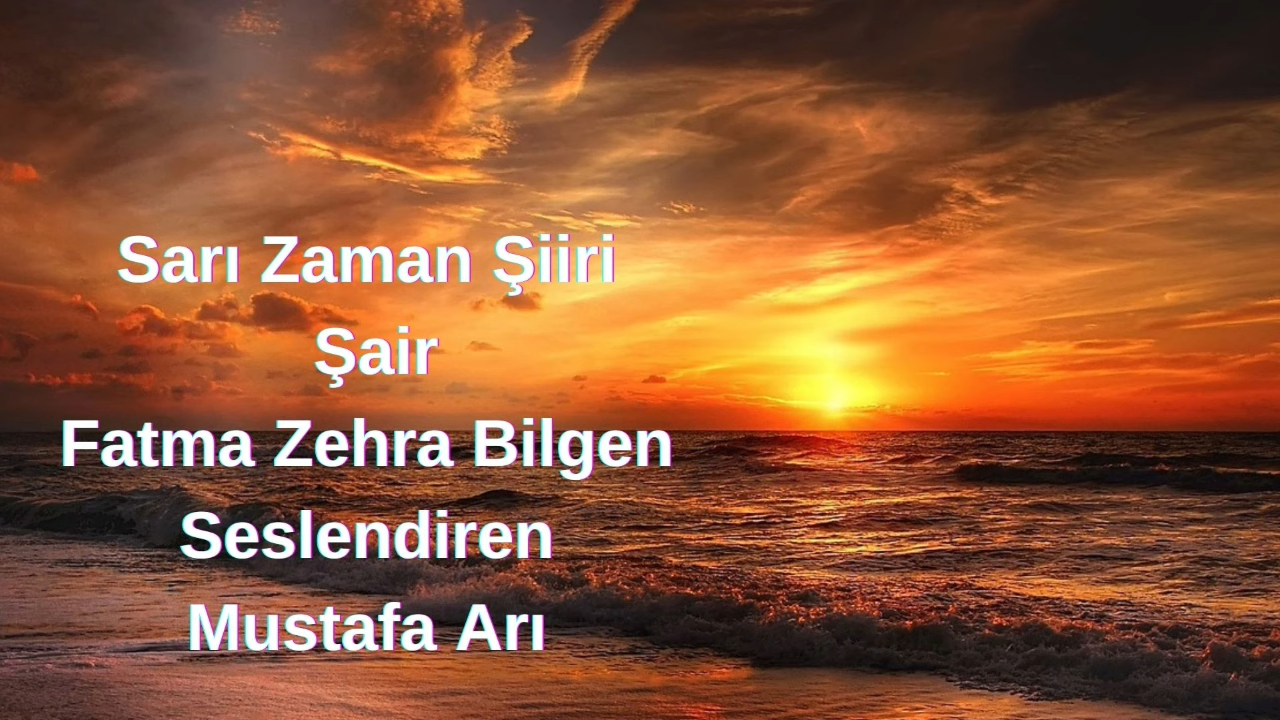 Sarı Zaman Şiiri
Şair
Fatma Zehra Bilgen
Seslendiren
Mustafa Arı